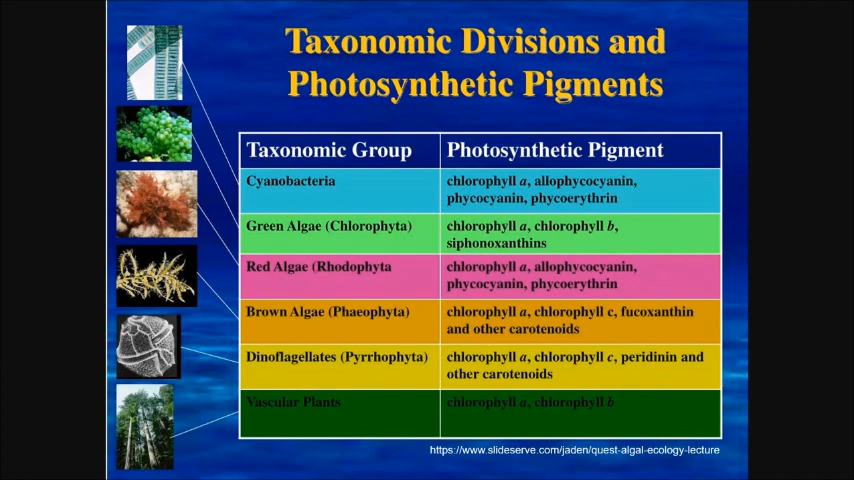 Taxonomic Divisions and
Photosynthetic Pigments
Taxonomic Group
Photosynthetic Pigment
Cyanobacteria
chlorophyll a, allophycocyanin,
phycocyanin, phycoerythrin
Green Algae (Chlorophyta)
chlorophyll a, chlorophyll b,
siphonoxanthins
Red Algae (Rhodophyta
chlorophyll a, allophycocyanin,
phycocyanin, phycoerythrin
Brown Algae (Phaeophyta)
chlorophyll a, chlorophyll c, fucoxanthin
and other carotenoids
Dinoflagellates (Pyrrhophyta)
chlorophyll a, chlorophyll c, peridinin and
other carotenoids
Vascular Plants
chlorophyll a, chlorophyll b
https://www.slideserve.com/jaden/quest-algal-ecology-lecture